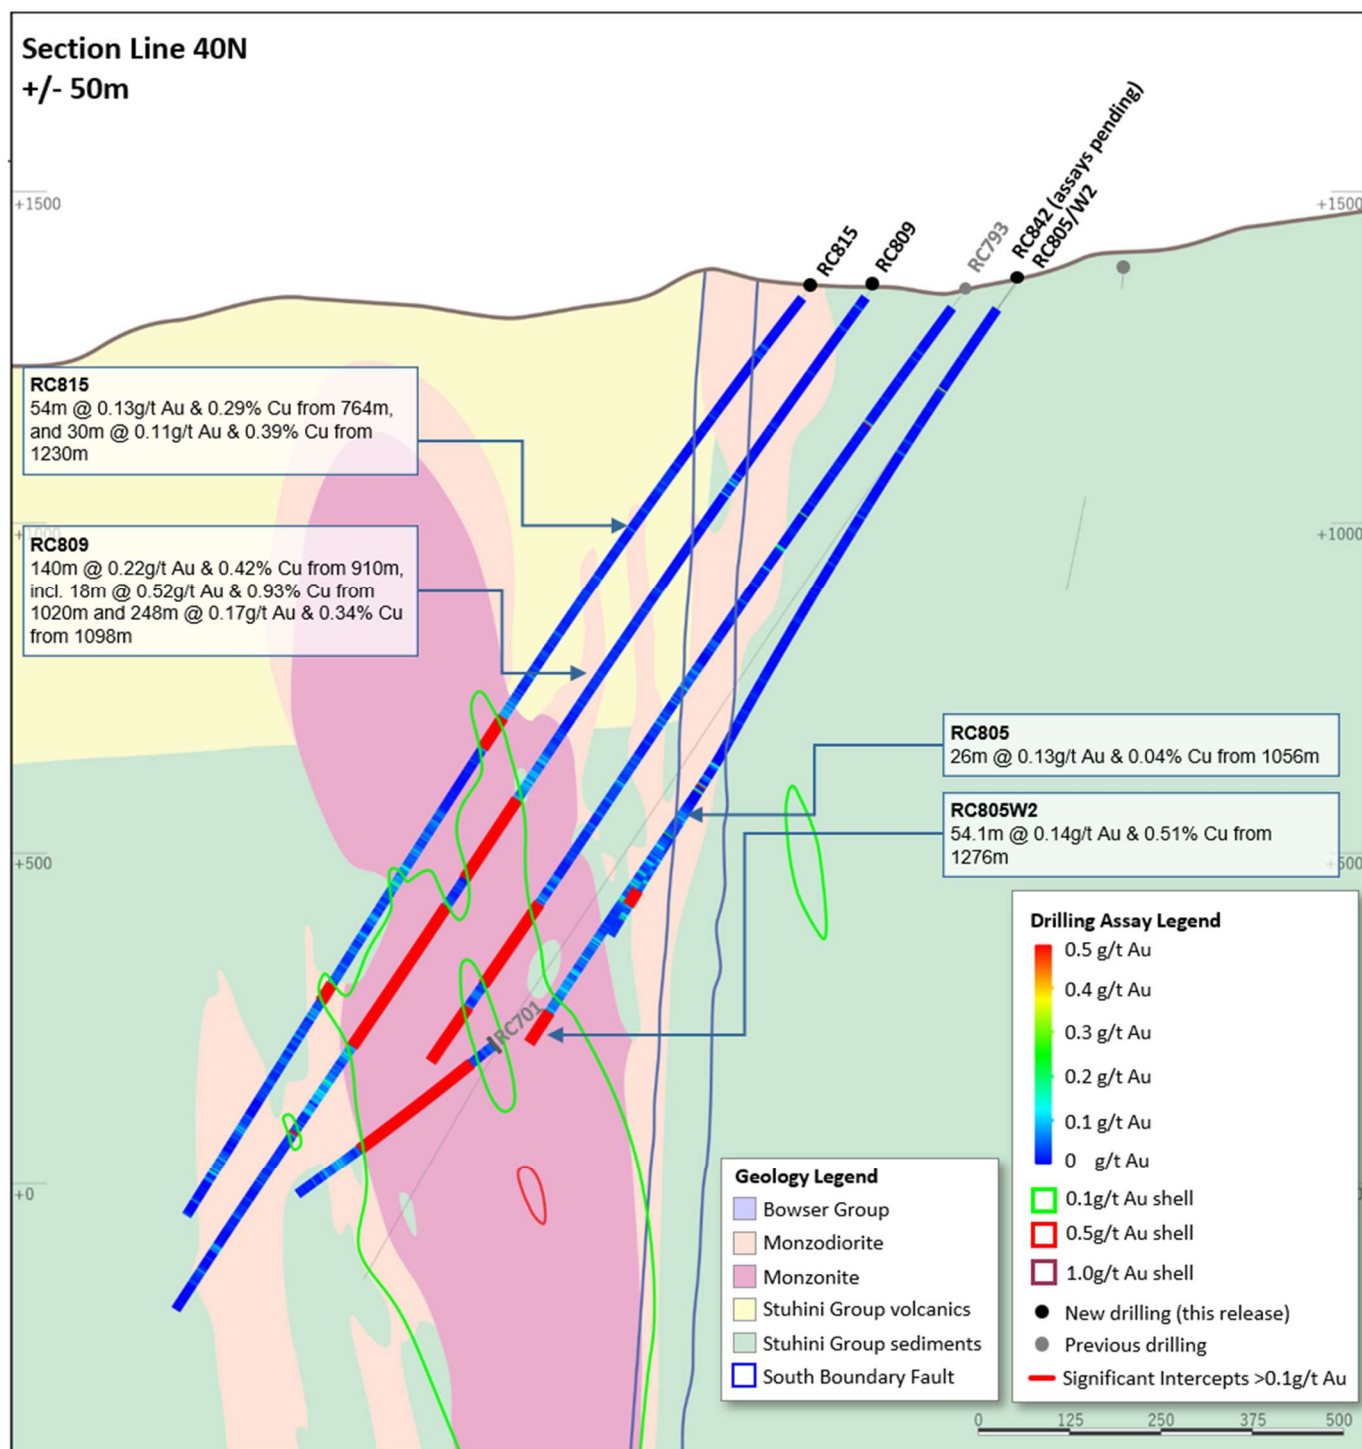 Section Line 40N
+/- 50m
RC815
RC809
RC793
RC842 (assays pending)
RC805/W2
+1500
+1500
RC815
54m @ 0.13g/t Au & 0.29% Cu from 764m,
and 30m @ 0.11g/t Au & 0.39% Cu from
1230m
+1000
+1000
RC809
140m @ 0.22g/t Au & 0.42% Cu from 910m,
incl. 18m @ 0.52g/t Au & 0.93% Cu from
1020m and 248m @ 0.17g/t Au & 0.34% Cu
from 1098m
RC805
26m @ 0.13g/t Au & 0.04% Cu from 1056m
RC805W2
54.1m @ 0.14g/t Au & 0.51% Cu from
1276m
+500
+500
RC701
+0
Drilling Assay Legend
0.5 g/t Au
0.4 g/t Au
0.3 g/t Au
0.2 g/t Au
0.1 g/t Au
0 g/t Au
0.1g/t Au shell
0.5g/t Au shell
1.0g/t Au shell
New drilling (this release)
Previous drilling
Significant Intercepts >0.1g/t Au
Geology Legend
Bowser Group
Monzodiorite
Monzonite
Stuhini Group volcanics
Stuhini Group sediments
South Boundary Fault
0 125 250 375 500